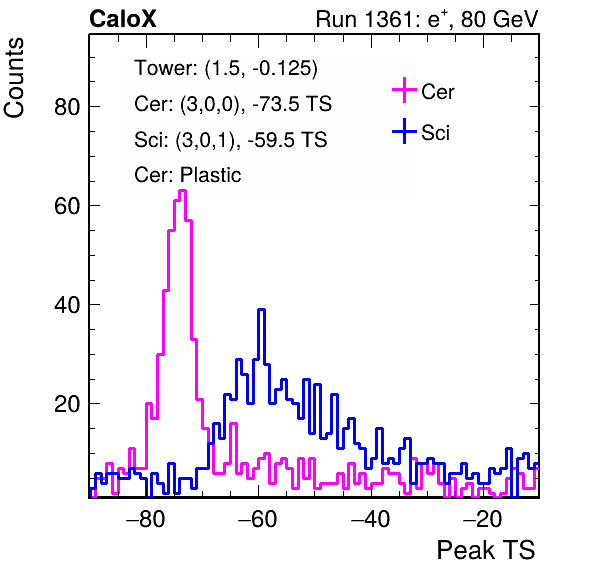 CaloX Run 1361: e⁺, 80 GeV
Counts
Tower: (1.5, -0.125)
Cer: (3,0,0), -73.5 TS
Sci: (3,0,1), -59.5 TS
Cer: Plastic
Cer
Sci
80
60
40
20
−80 −60 −40 −20
Peak TS